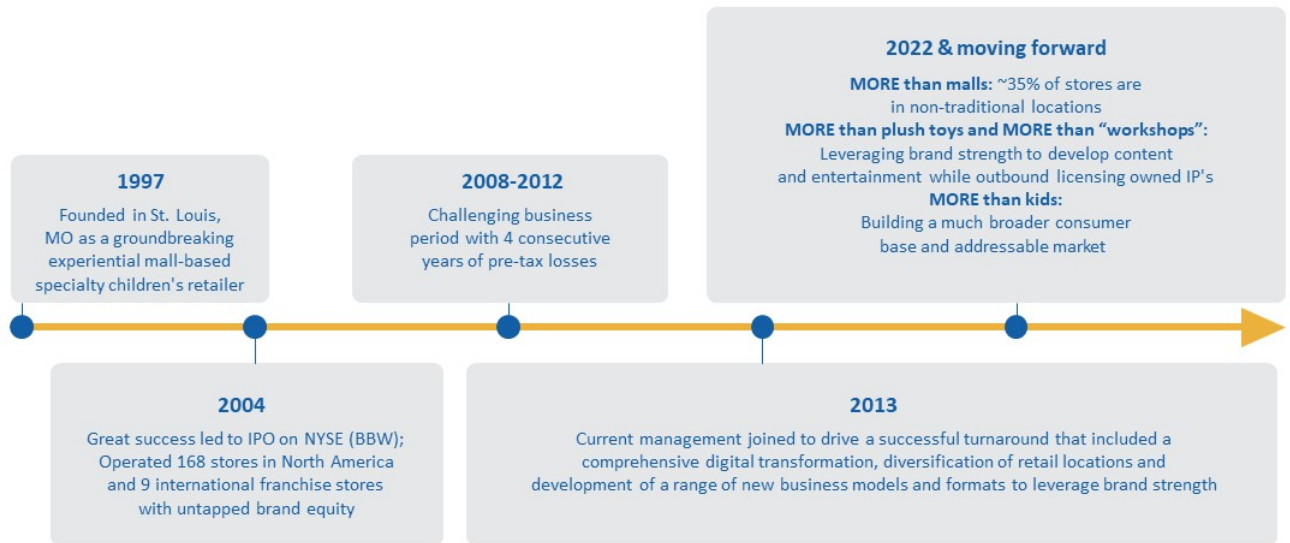 1997
Founded in St. Louis,
MO as a groundbreaking
experiential mall-based
specialty children's retailer
2004
Great success led to IPO on NYSE (BBW);
Operated 168 stores in North America
and 9 international franchise stores
with untapped brand equity
2008-2012
Challenging business
period with 4 consecutive
years of pre-tax losses
2013
Current management joined to drive a successful turnaround that included a
comprehensive digital transformation, diversification of retail locations and
development of a range of new business models and formats to leverage brand strength
2022 & moving forward
MORE than malls: ~35% of stores are
in non-traditional locations
MORE than plush toys and MORE than “workshops”:
Leveraging brand strength to develop content
and entertainment while outbound licensing owned IP's
MORE than kids:
Building a much broader consumer
base and addressable market